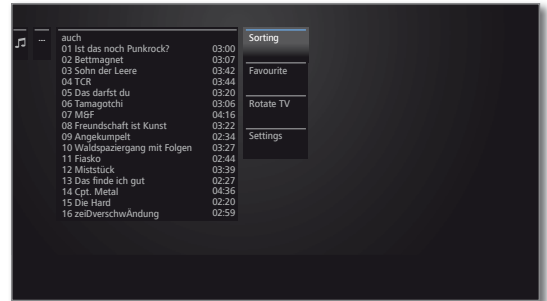 ...
auch
01 Ist das noch Punkrock? 03:00
02 Bettmagnet 03:07
03 Sohn der Leere 03:42
04 TCR 03:44
05 Das darfst du 03:20
06 Tamagotchi 03:06
07 M&F 04:16
08 Freundschaft ist Kunst 03:22
09 Angekumpelt 02:34
10 Waldspaziergang mit Folgen 03:27
11 Fiasko 02:44
12 Miststück 03:39
13 Das finde ich gut 02:27
14 Cpt. Metal 04:36
15 Die Hard 02:20
16 zeiDverschwÄndung 02:59
Sorting
Favourite
Rotate TV
Settings